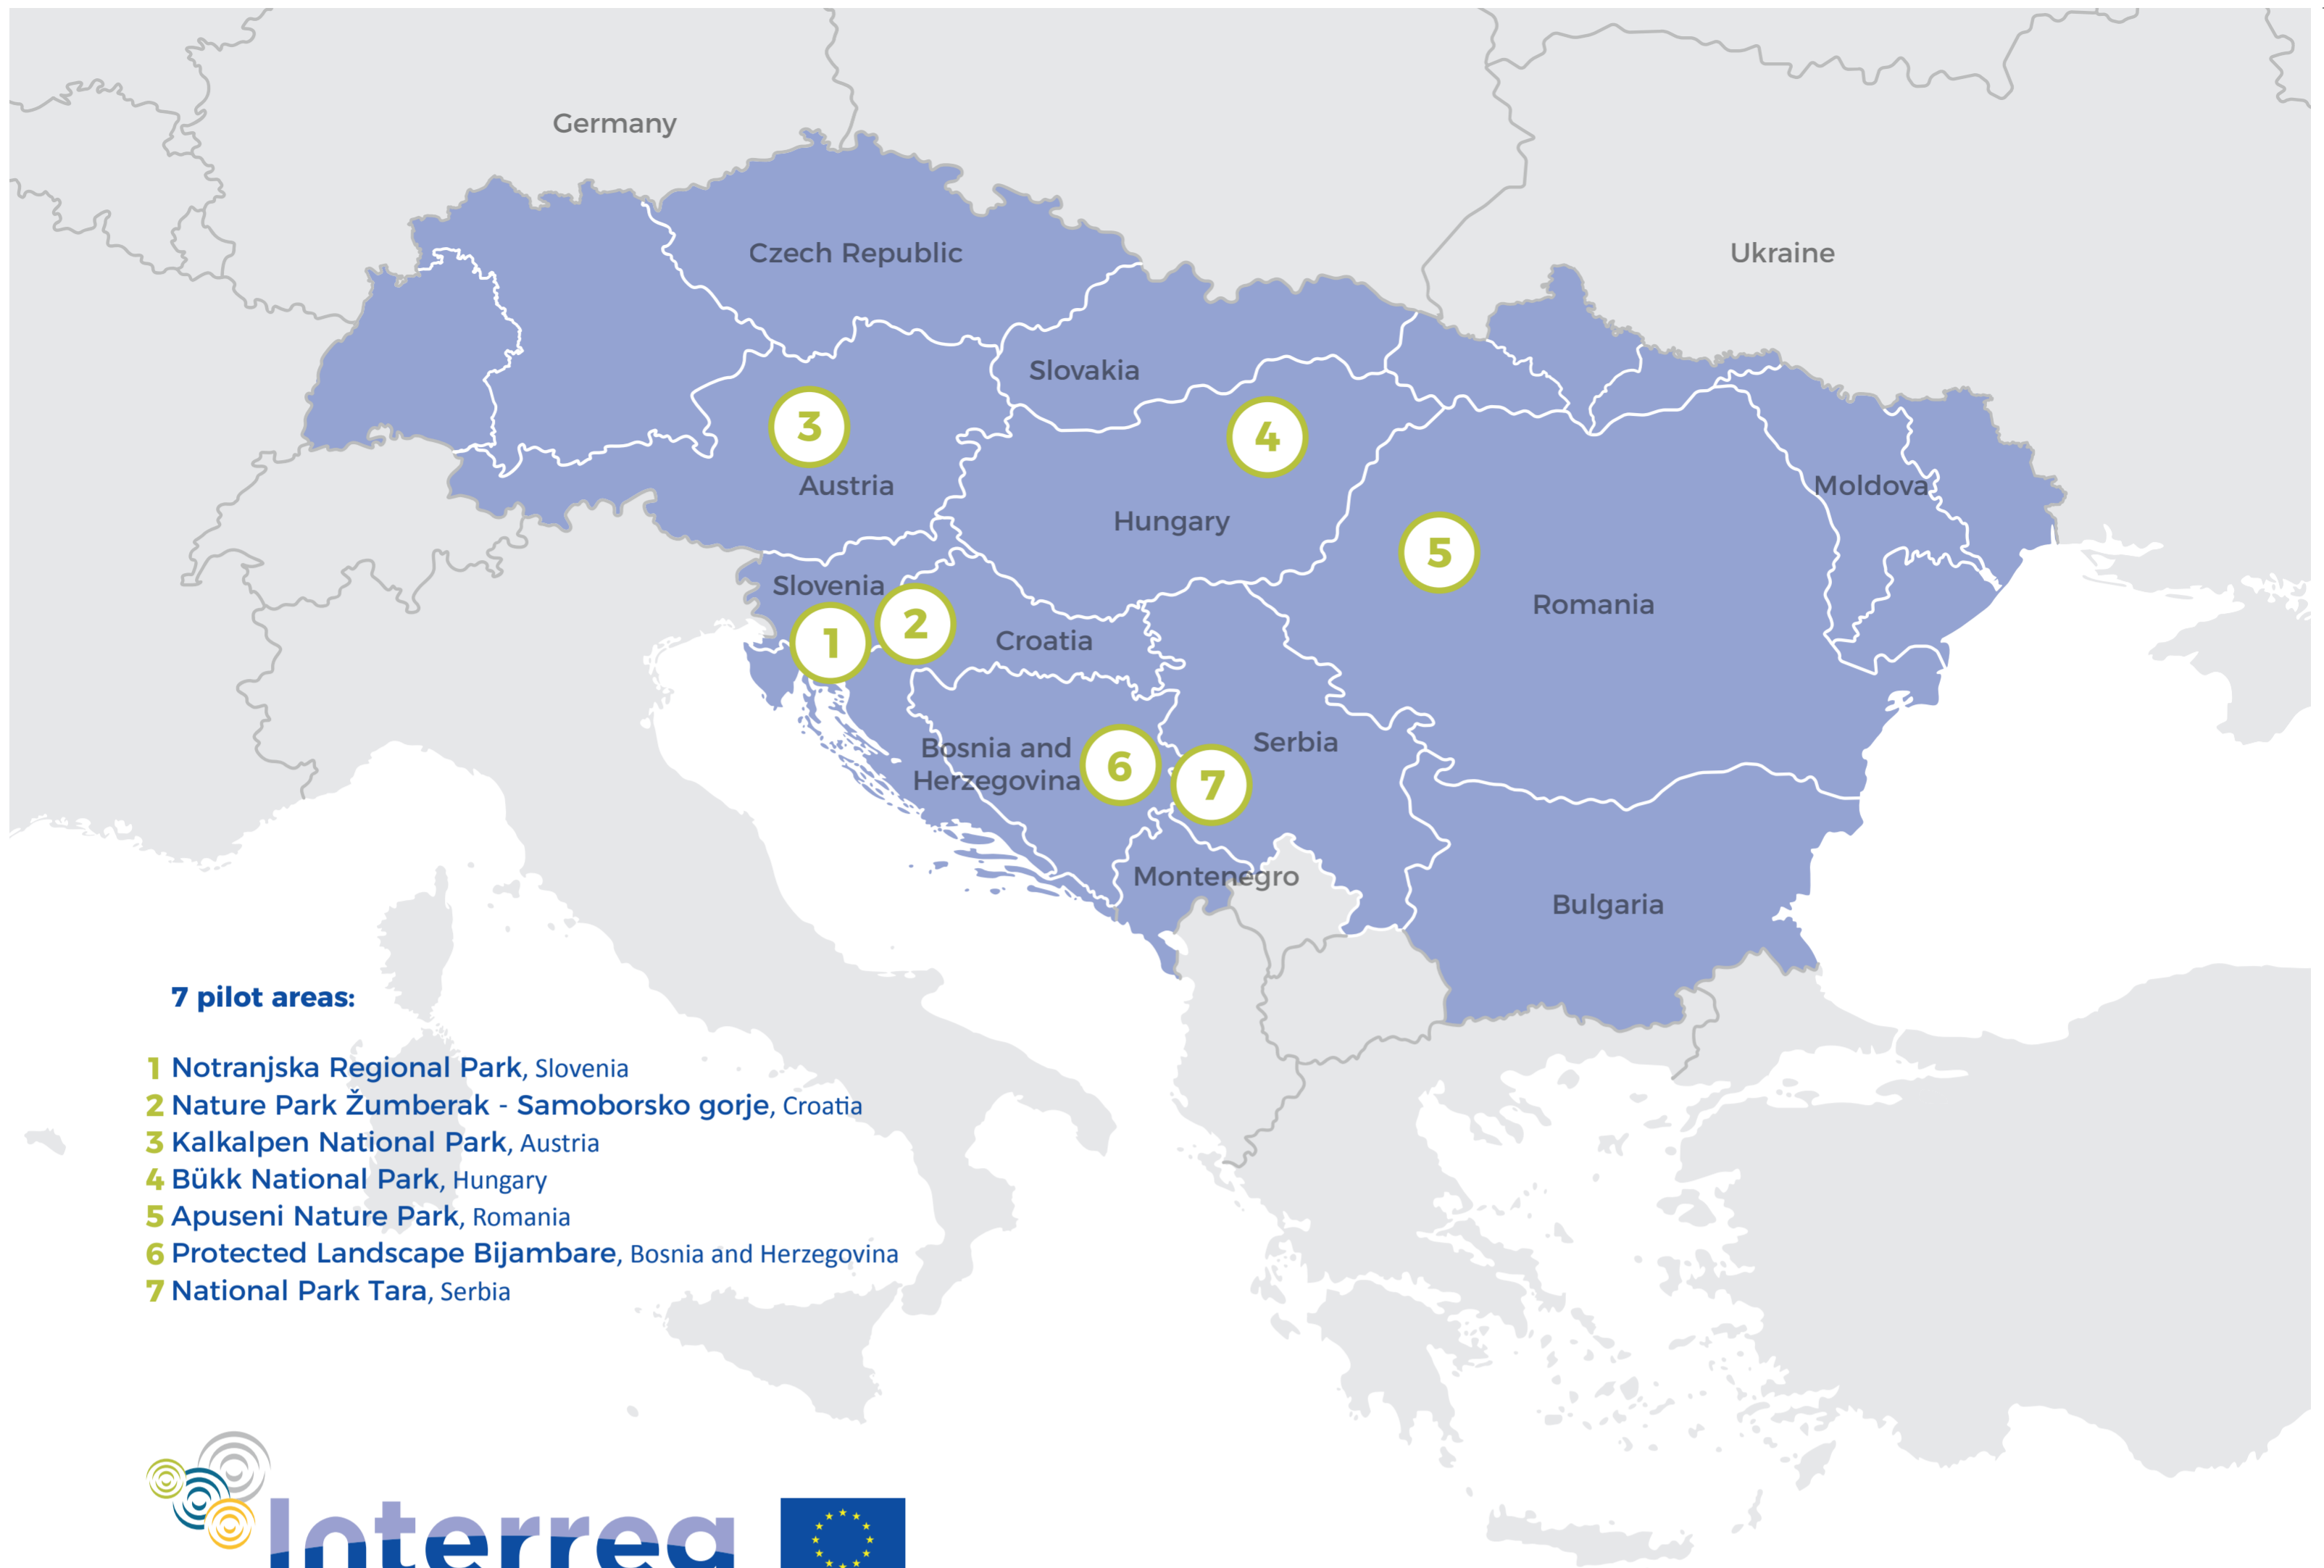 Germany
Czech Republic
Ukraine
Slovakia
3
4
Austria
Moldova
Hungary
5
Slovenia
Romania
2
1
Croatia
Serbia
Bosnia and
Herzegovina
6
7
Montenegro
Bulgaria
7 pilot areas:
1 Notranjska Regional Park, Slovenia
2 Nature Park Žumberak - Samoborsko gorje, Croatia
3 Kalkalpen National Park, Austria
4 Bükk National Park, Hungary
5 Apuseni Nature Park, Romania
6 Protected Landscape Bijambare, Bosnia and Herzegovina
7 National Park Tara, Serbia
Interreg